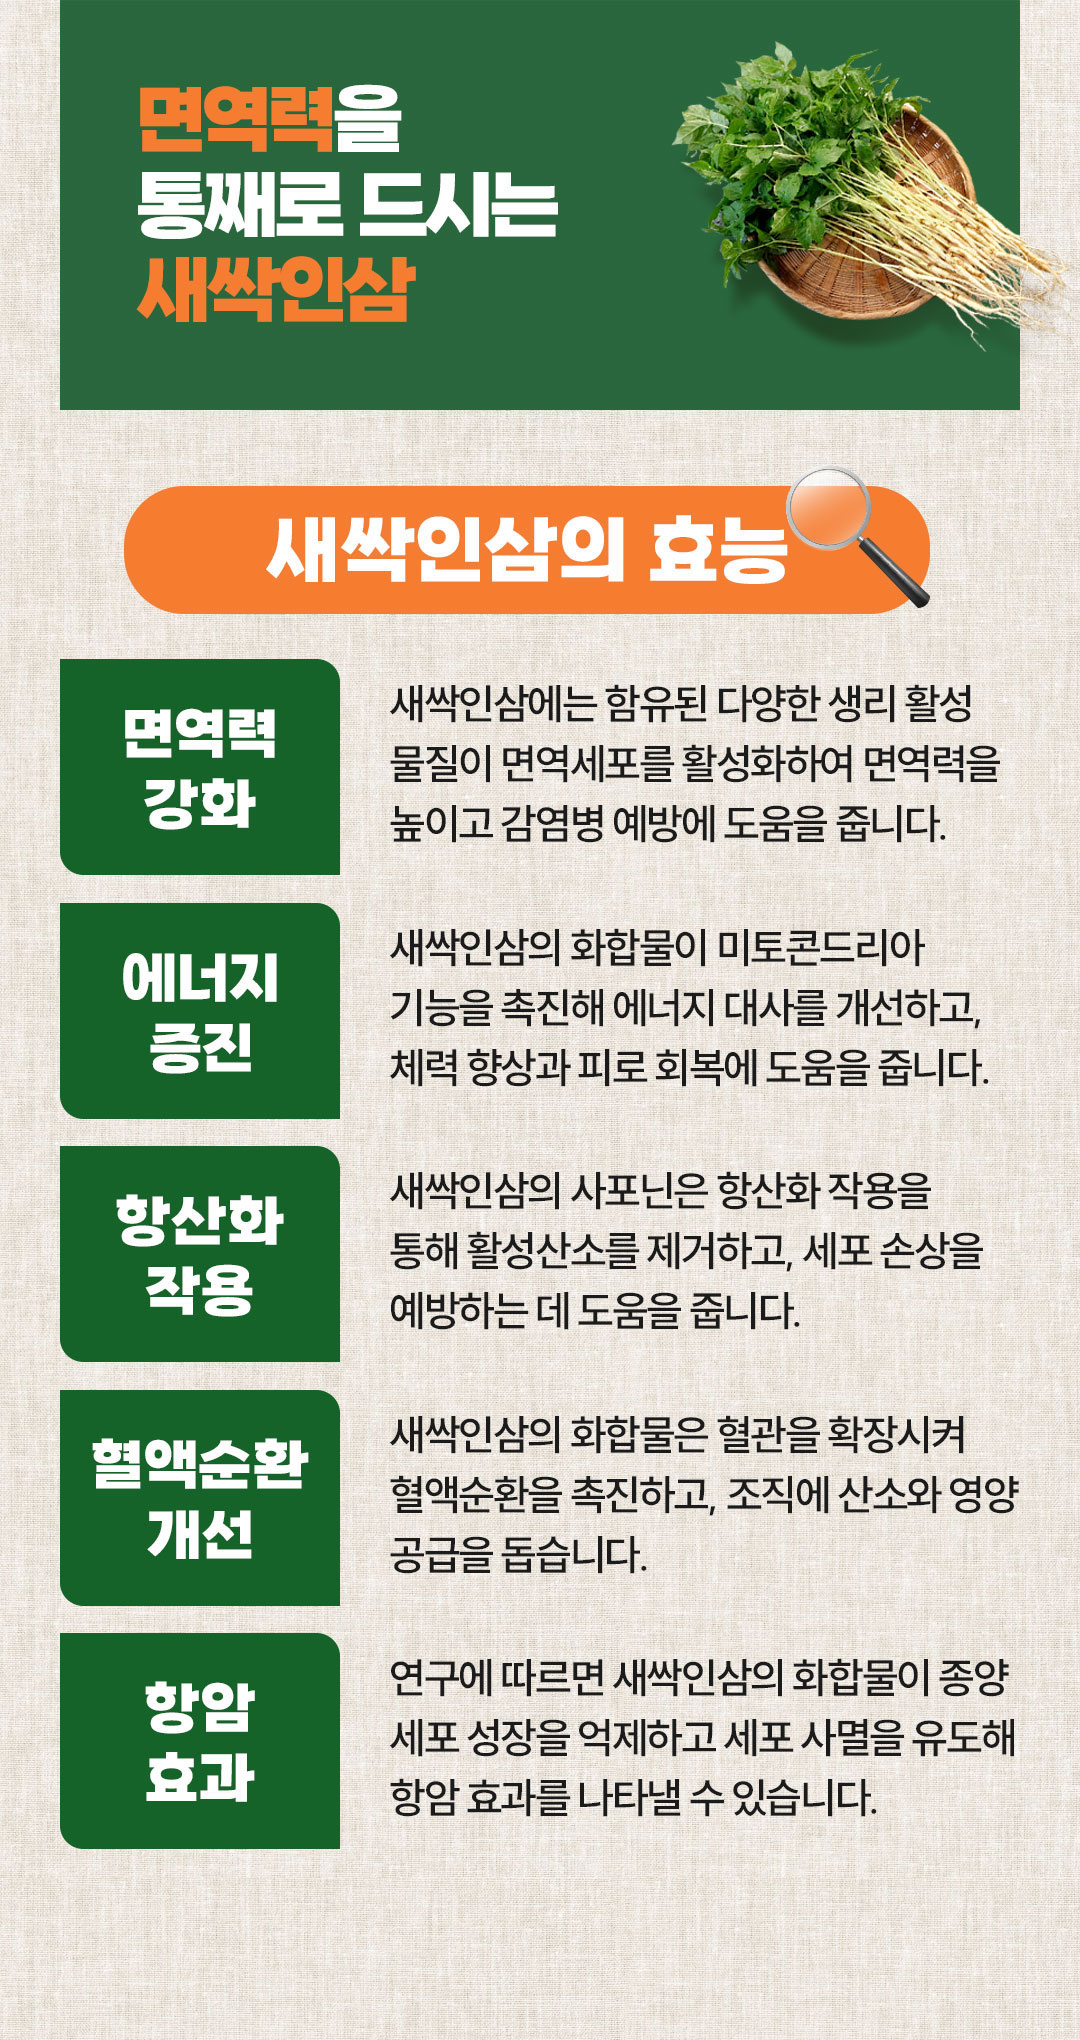 면역력을
통째로 드시는
새싹인삼
새싹인삼의 효능
면역력
강화
새싹인삼에는 함유된 다양한 생리 활성
물질이 면역세포를 활성화하여 면역력을
높이고 감염병 예방에 도움을 줍니다.
에너지
증진
새싹인삼의 화합물이 미토콘드리아
기능을 촉진해 에너지 대사를 개선하고,
체력 향상과 피로 회복에 도움을 줍니다.
항산화
작용
새싹인삼의 사포닌은 항산화 작용을
통해 활성산소를 제거하고, 세포 손상을
예방하는 데 도움을 줍니다.
혈액순환
개선
새싹인삼의 화합물은 혈관을 확장시켜
혈액순환을 촉진하고, 조직에 산소와 영양
공급을 돕습니다.
항암
효과
연구에 따르면 새싹인삼의 화합물이 종양
세포 성장을 억제하고 세포 사멸을 유도해
항암 효과를 나타낼 수 있습니다.